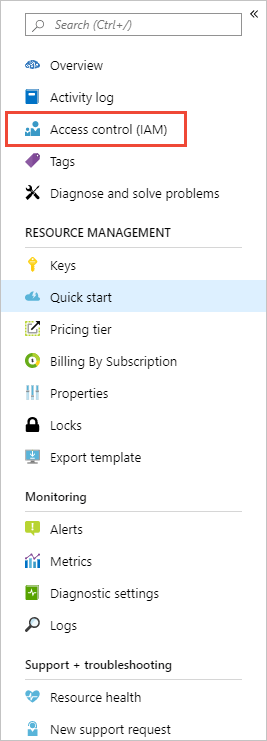 Search (Ctrl+/)
«
Overview
Activity log
Access control (IAM)
Tags
Diagnose and solve problems
RESOURCE MANAGEMENT
Keys
Quick start
Pricing tier
Billing By Subscription
Properties
Locks
Export template
Monitoring
Alerts
Metrics
Diagnostic settings
Logs
Support + troubleshooting
Resource health
New support request